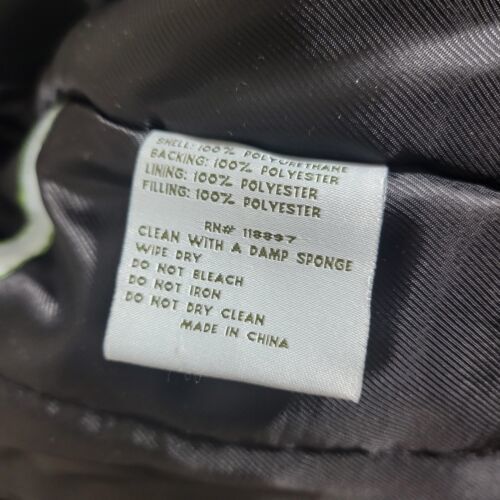 SHELL: 100% POLYURETHANE
BACKING: 100% POLYESTER
LINING: 100% POLYESTER
FILLING: 100% POLYESTER
RN# 118897
CLEAN WITH A DAMP SPONGE
WIPE DRY
DO NOT BLEACH
DO NOT IRON
DO NOT DRY CLEAN
MADE IN CHINA